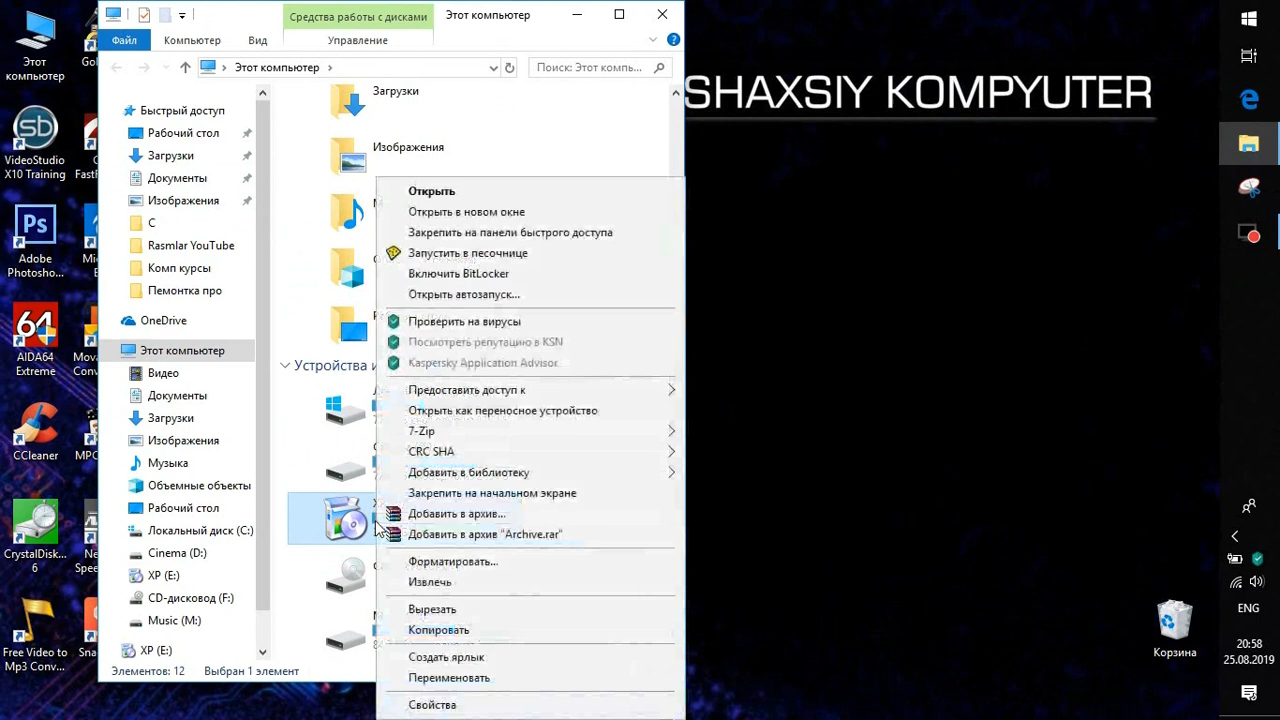 Средства работы с дисками
Этот компьютер
Файл
Компьютер
Вид
Управление
Этот компьютер
Поиск: Этот компь...
Этот
компьютер
VideoStudio
X10 Training
Adobe
Photosho...
AIDA64
Extreme
CCleaner
CrystalDisk...
6
Free Video to
Mp3 Conv...
Быстрый доступ
Рабочий стол
Загрузки
Документы
Изображения
C
Rasmlar YouTube
Комп курсы
Пемонтка про
OneDrive
Этот компьютер
Видео
Документы
Загрузки
Изображения
Музыка
Объемные объекты
Рабочий стол
Локальный диск (C:)
Cinema (D:)
XP (E:)
CD-дисковод (F:)
Music (M:)
XP (E:)
Элементов: 12
Выбран 1 элемент
Загрузки
Изображения
Устройства и
Открыть
Открыть в новом окне
Закрепить на панели быстрого доступа
Запустить в песочнице
Включить BitLocker
Открыть автозапуск...
Проверить на вирусы
Посмотреть репутацию в KSN
Kaspersky Application Advisor
Предоставить доступ к
Открыть как переносное устройство
7-Zip
CRC SHA
Добавить в библиотеку
Закрепить на начальном экране
Добавить в архив...
Добавить в архив "Archive.rar"
Форматировать...
Извлечь
Вырезать
Копировать
Создать ярлык
Переименовать
Свойства
SHAXSIY KOMPYUTER
Корзина
ENG
20:58
25.08.2019